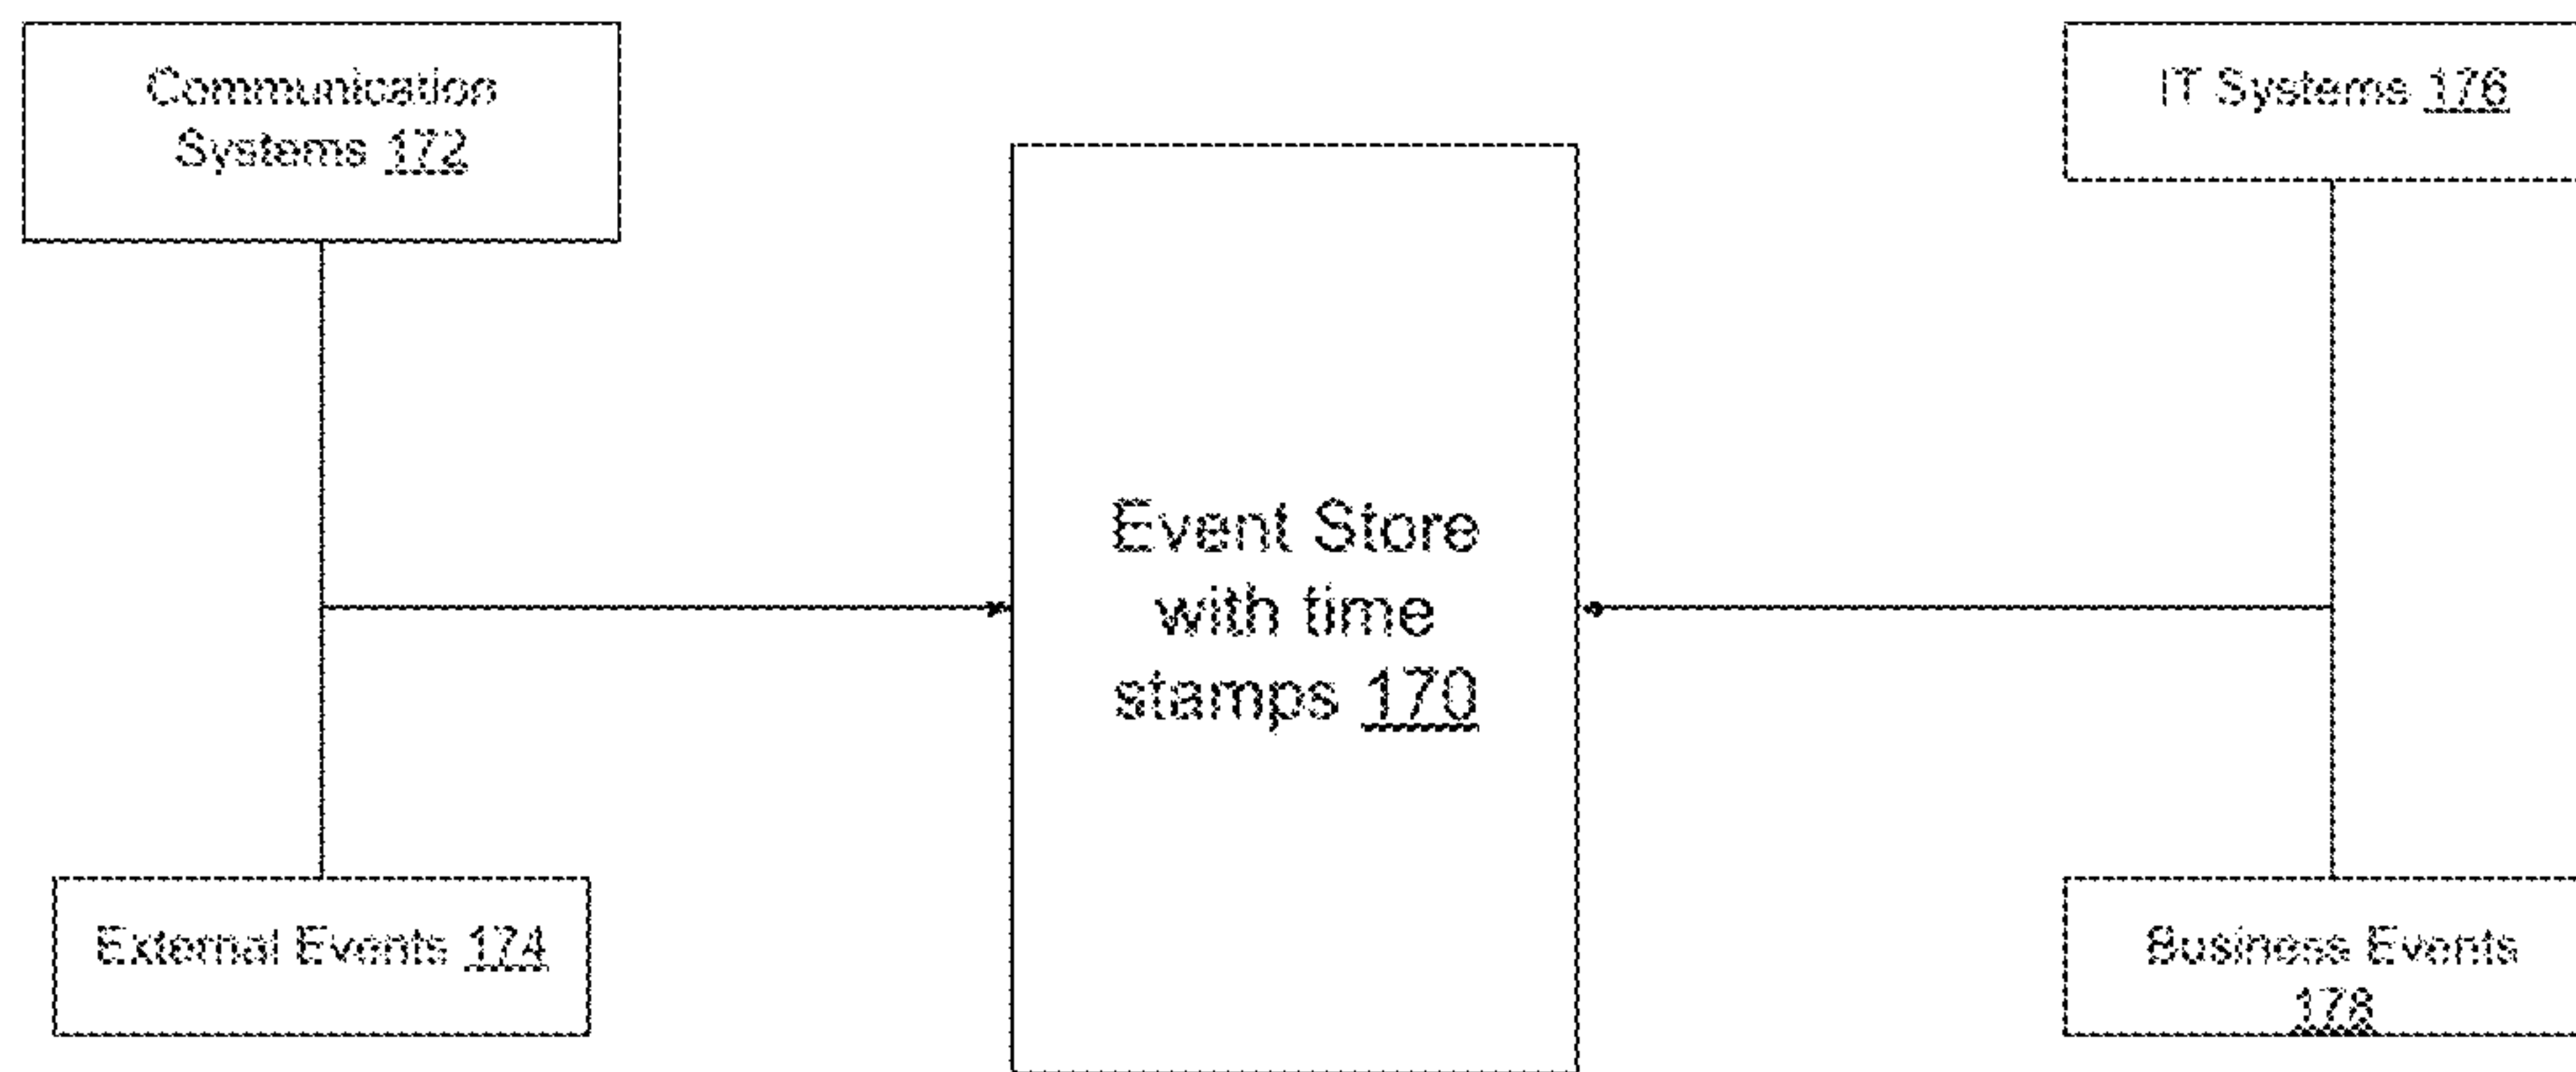 Communication
Systems 172
IT Systems 176
Event Store
with time
stamps 170
External Events 174
Business Events
178